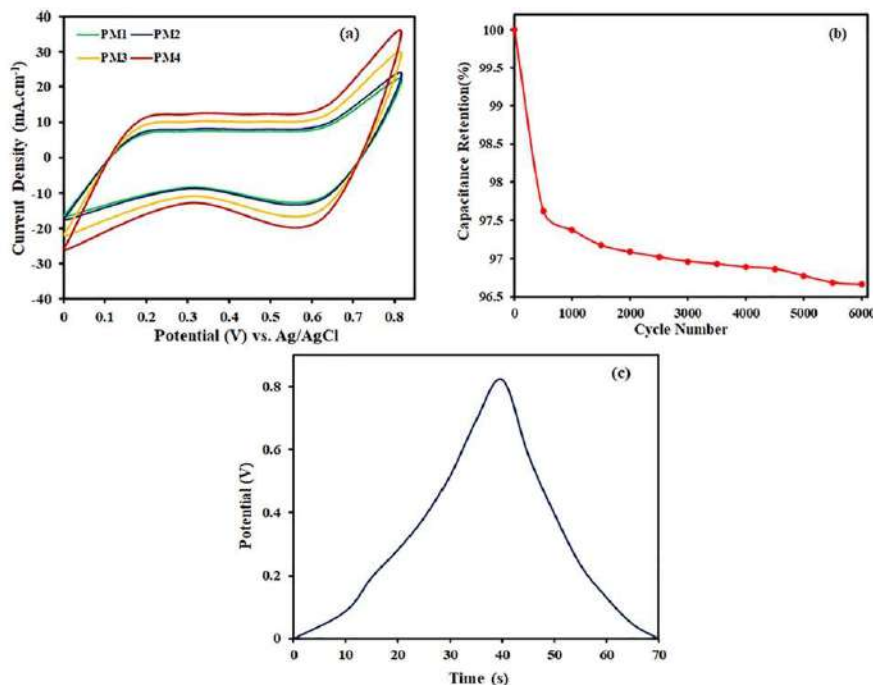 (a)
PM1 PM2
PM3 PM4
40
30
20
10
0
-10
-20
-30
-40
Current Density (mA.cm⁻¹)
0 0.1 0.2 0.3 0.4 0.5 0.6 0.7 0.8
Potential (V) vs. Ag/AgCl
(b)
100
99.5
99
98.5
98
97.5
97
96.5
Capacitance Retention(%)
0 1000 2000 3000 4000 5000 6000
Cycle Number
(c)
0.8
0.6
0.4
0.2
0
Potential (V)
0 10 20 30 40 50 60 70
Time (s)